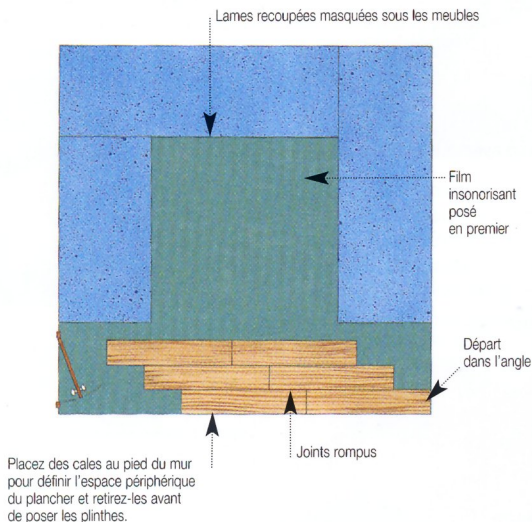 Lames recoupées masquées sous les meubles
Film
insonorisant
posé
en premier
Départ
dans l'angle
Joints rompus
Placez des cales au pied du mur
pour définir l'espace périphérique
du plancher et retirez-les avant
de poser les plinthes.